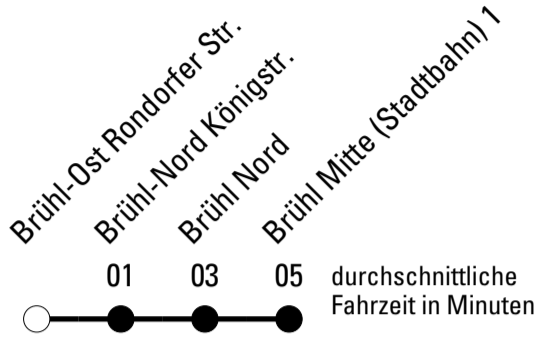 Brühl-Ost Rondorfer Str.
Brühl-Nord Königstr.
Brühl Nord
Brühl Mitte (Stadtbahn) 1
01 03 05
durchschnittliche
Fahrzeit in Minuten